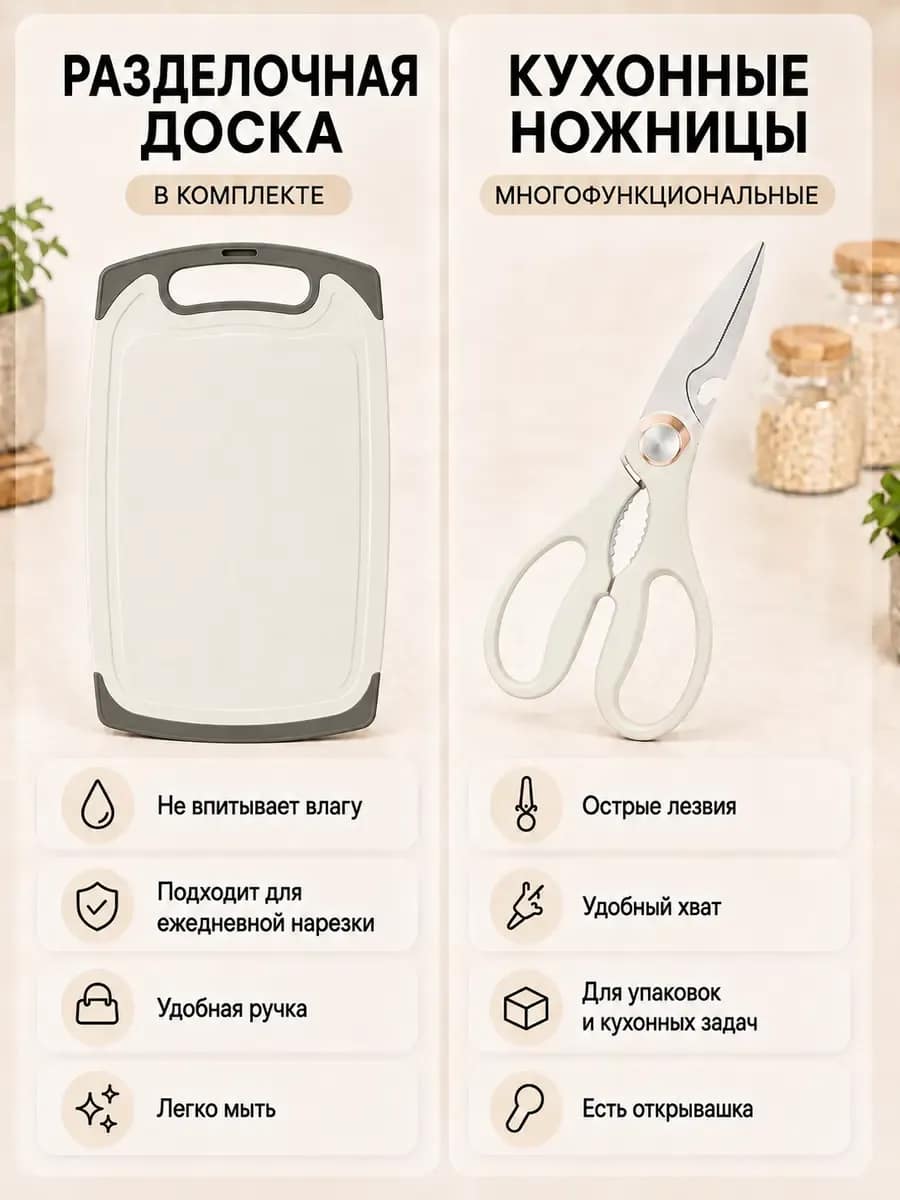 РАЗДЕЛОЧНАЯ
ДОСКА
В КОМПЛЕКТЕ
Не впитывает влагу
Подходит для
ежедневной нарезки
Удобная ручка
Легко мыть
КУХОННЫЕ
НОЖНИЦЫ
МНОГОФУНКЦИОНАЛЬНЫЕ
Острые лезвия
Удобный хват
Для упаковок
и кухонных задач
Есть открывашка